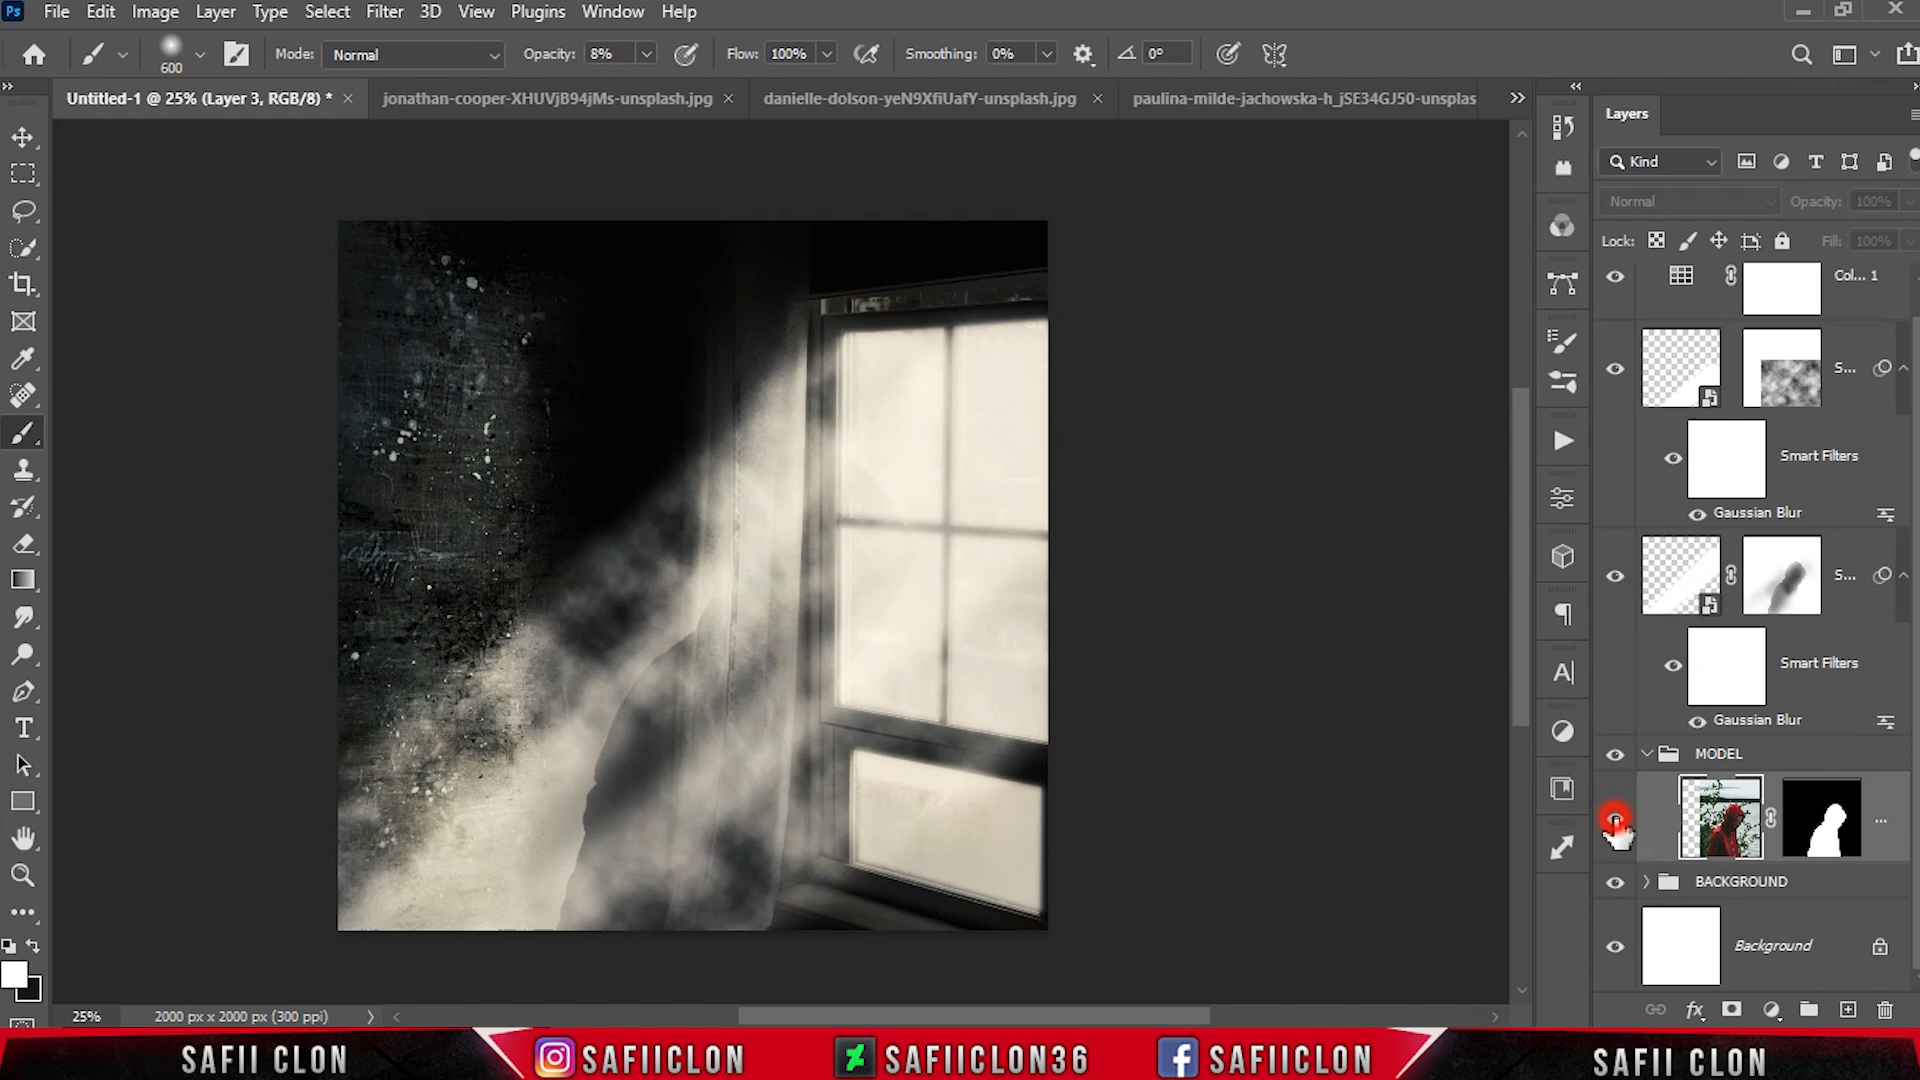 Ps File Edit Image Layer Type Select Filter 3D View Plugins Window Help
600 Mode: Normal Opacity: 8% Flow: 100% Smoothing: 0% 0°
Untitled-1 @ 25% (Layer 3, RGB/8) * jonathan-cooper-XHUVjB94jMs-unsplash.jpg danielle-dolson-yeN9XfiUafY-unsplash.jpg paulina-milde-jachowska-h_jSE34GJ50-unsplas
Layers
Kind
Normal Opacity: 100%
Lock: Fill: 100%
Col... 1
S...
Smart Filters
Gaussian Blur
S...
Smart Filters
Gaussian Blur
MODEL
...
BACKGROUND
Background
25% 2000 px x 2000 px (300 ppi)
SAFII CLON SAFIICLON SAFIICLON36 SAFIICLON SAFII CLON